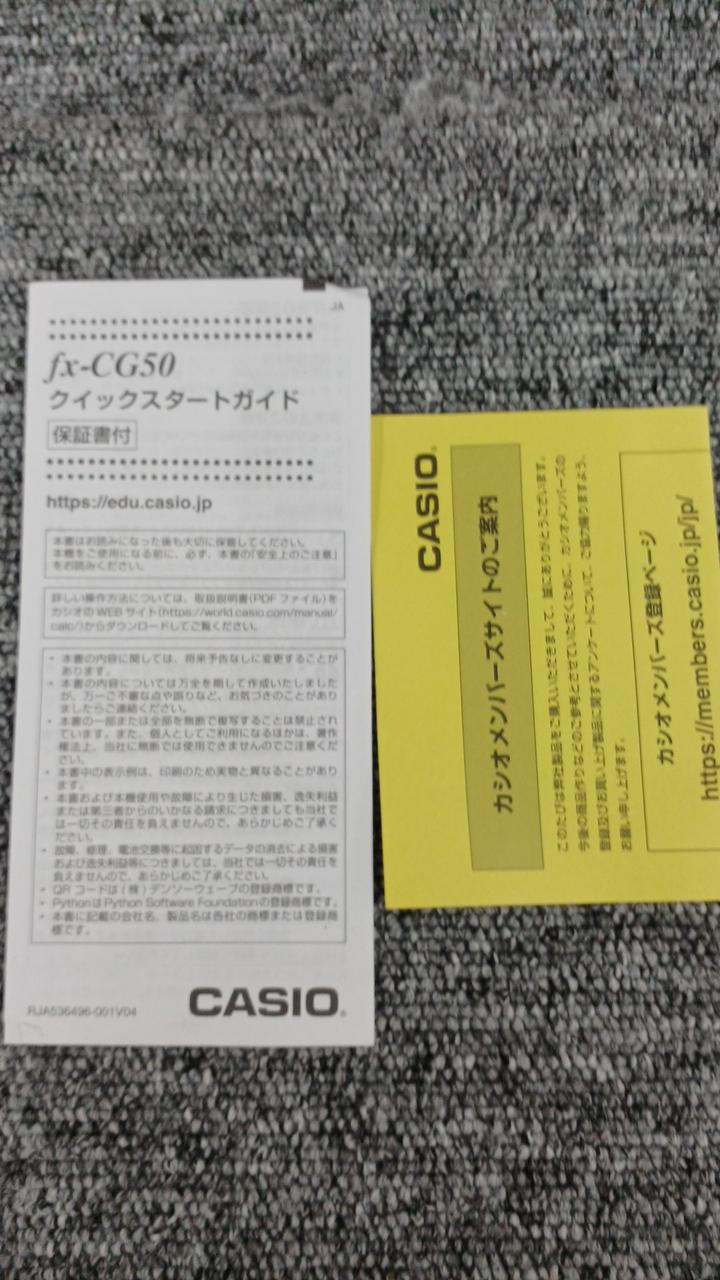 JA
fx-CG50
クイックスタートガイド
保証書付
https://edu.casio.jp
本書はお読みになった後も大切に保管してください。
本機をご使用になる前に、必ず、本書の「安全上のご注意」
をお読みください。
詳しい操作方法については、取扱説明書(PDFファイル)を
カシオのWEBサイト(https://world.casio.com/manual/
calc/)からダウンロードしてご覧ください。
• 本書の内容に関しては、将来予告なしに変更することが
あります。
• 本書の内容については万全を期して作成いたしました
が、万一ご不審な点や誤りなど、お気づきのことがあり
ましたらご連絡ください。
• 本書の一部または全部を無断で複写することは禁止され
ています。また、個人としてご利用になるほかは、著作
権法上、当社に無断では使用できませんのでご注意くだ
さい。
• 本書中の表示例は、印刷のため実物と異なることがあり
ます。
• 本書および本機使用や故障により生じた損害、逸失利益
または第三者からのいかなる請求につきましても当社で
は一切その責任を負えませんので、あらかじめご了承く
ださい。
• 故障、修理、電池交換等に起因するデータの消去による損害
および逸失利益等につきましては、当社では一切その責任を
負えませんので、あらかじめご了承ください。
• QRコードは(株)デンソーウェーブの登録商標です。
• PythonはPython Software Foundationの登録商標です。
• 本書に記載の会社名、製品名は各社の商標または登録商
標です。
RJA536496-001V04
CASIO®
CASIO®
カシオメンバーズサイトのご案内
このたびは弊社製品をご購入いただきまして、誠にありがとうございます。
今後の商品作りなどのご参考とさせていただくために、カシオメンバーズの
登録及びお買い上げ製品に関するアンケートについて、ご協力賜りますよう、
お願い申し上げます。
カシオメンバーズ登録ページ
https://members.casio.jp/jp/